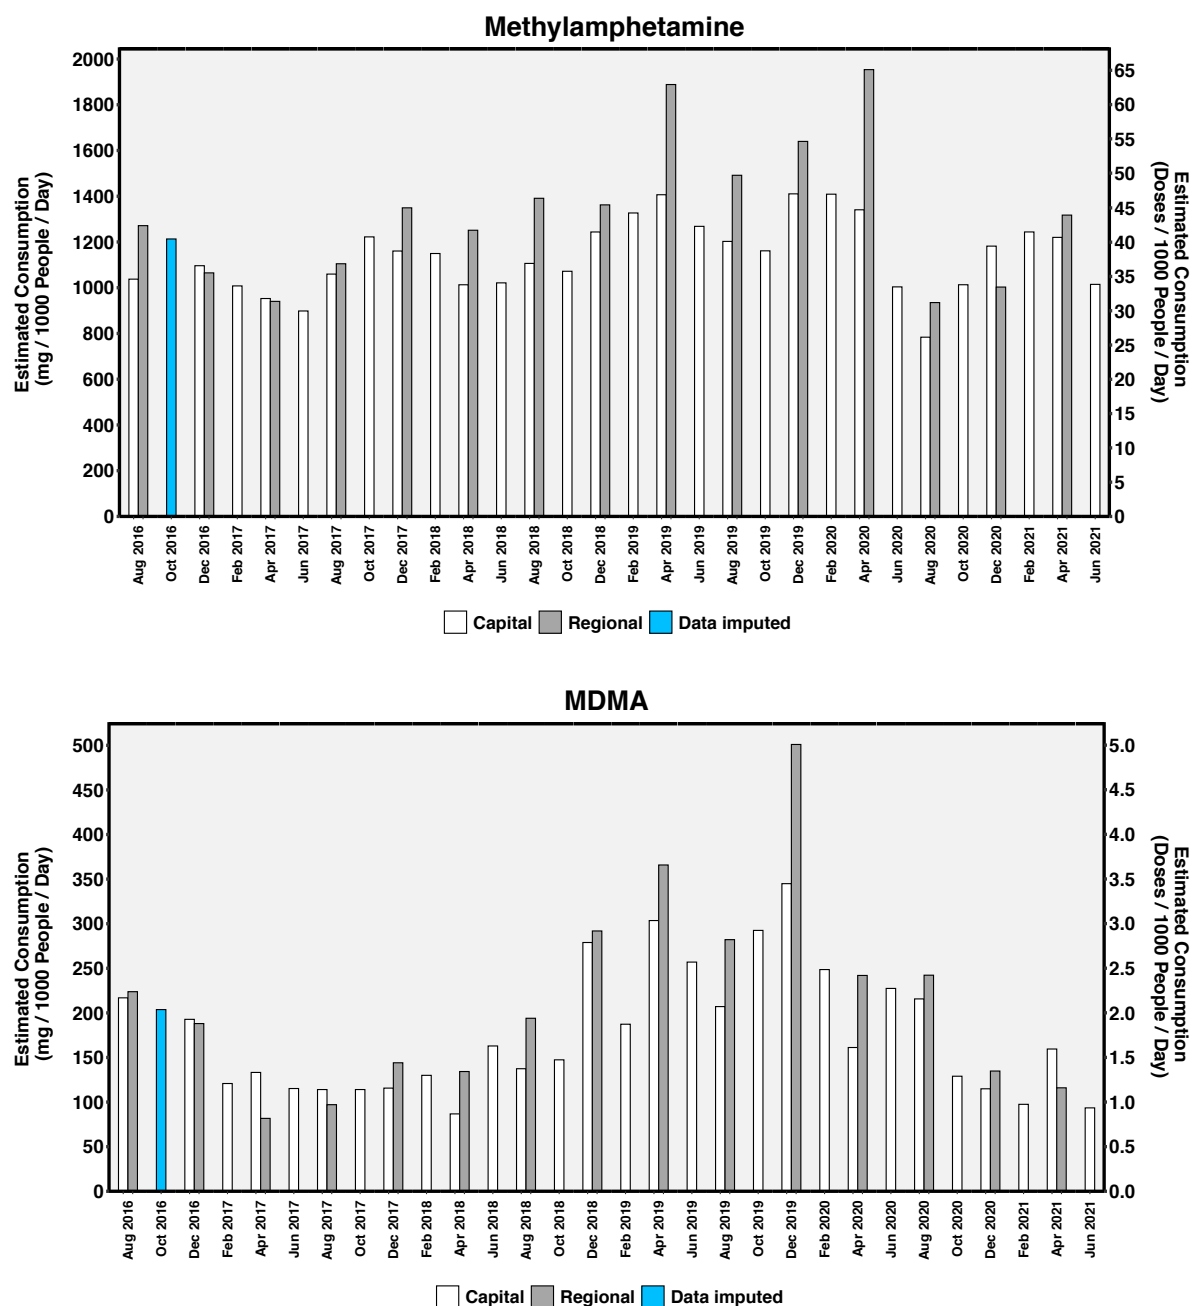 Methylamphetamine
Estimated Consumption
(mg / 1000 People / Day)
2000
1800
1600
1400
1200
1000
800
600
400
200
0
65
60
55
50
45
40
35
30
25
20
15
10
5
0
Estimated Consumption
(Doses / 1000 People / Day)
Aug 2016
Oct 2016
Dec 2016
Feb 2017
Apr 2017
Jun 2017
Aug 2017
Oct 2017
Dec 2017
Feb 2018
Apr 2018
Jun 2018
Aug 2018
Oct 2018
Dec 2018
Feb 2019
Apr 2019
Jun 2019
Aug 2019
Oct 2019
Dec 2019
Feb 2020
Apr 2020
Jun 2020
Aug 2020
Oct 2020
Dec 2020
Feb 2021
Apr 2021
Jun 2021
Capital Regional Data imputed
MDMA
Estimated Consumption
(mg / 1000 People / Day)
500
450
400
350
300
250
200
150
100
50
0
5.0
4.5
4.0
3.5
3.0
2.5
2.0
1.5
1.0
0.5
0.0
Estimated Consumption
(Doses / 1000 People / Day)
Aug 2016
Oct 2016
Dec 2016
Feb 2017
Apr 2017
Jun 2017
Aug 2017
Oct 2017
Dec 2017
Feb 2018
Apr 2018
Jun 2018
Aug 2018
Oct 2018
Dec 2018
Feb 2019
Apr 2019
Jun 2019
Aug 2019
Oct 2019
Dec 2019
Feb 2020
Apr 2020
Jun 2020
Aug 2020
Oct 2020
Dec 2020
Feb 2021
Apr 2021
Jun 2021
Capital Regional Data imputed